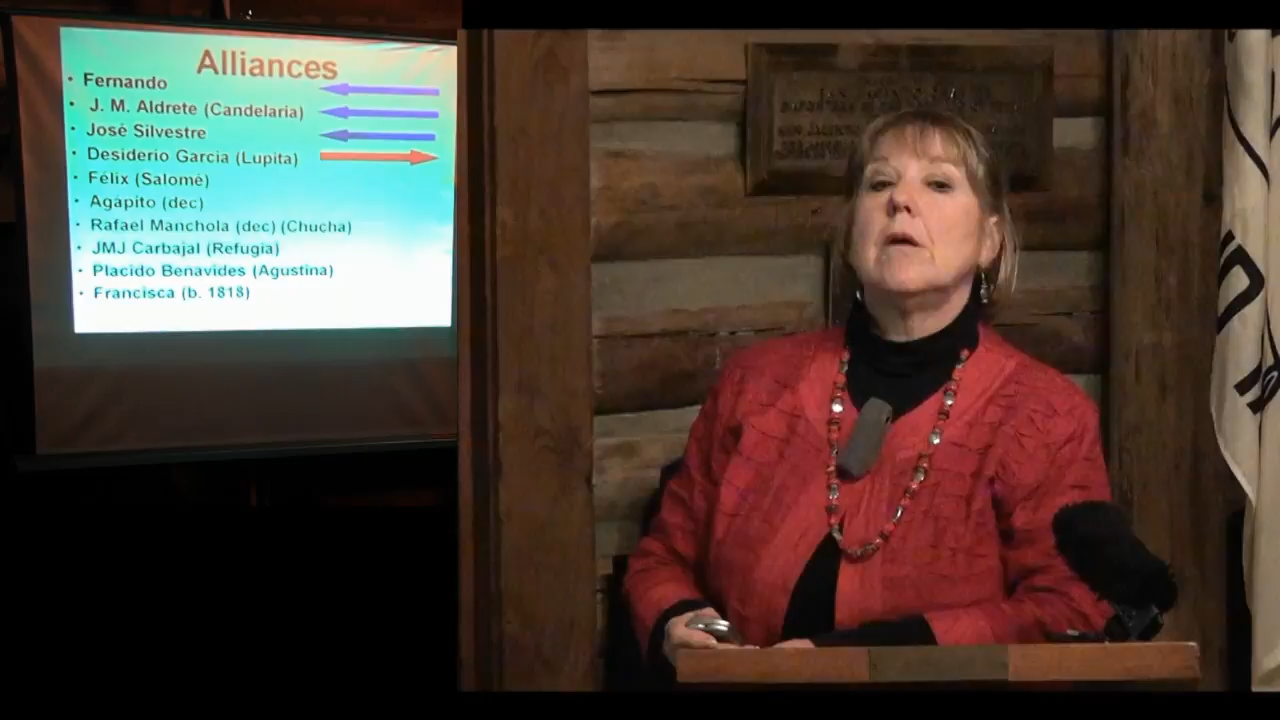 Alliances
• Fernando
• J. M. Aldrete (Candelaria)
• José Silvestre
• Desiderio Garcia (Lupita)
• Félix (Salomé)
• Agápito (dec)
• Rafael Manchola (dec) (Chucha)
• JMJ Carbajal (Refugia)
• Placido Benavides (Agustina)
• Francisca (b. 1818)